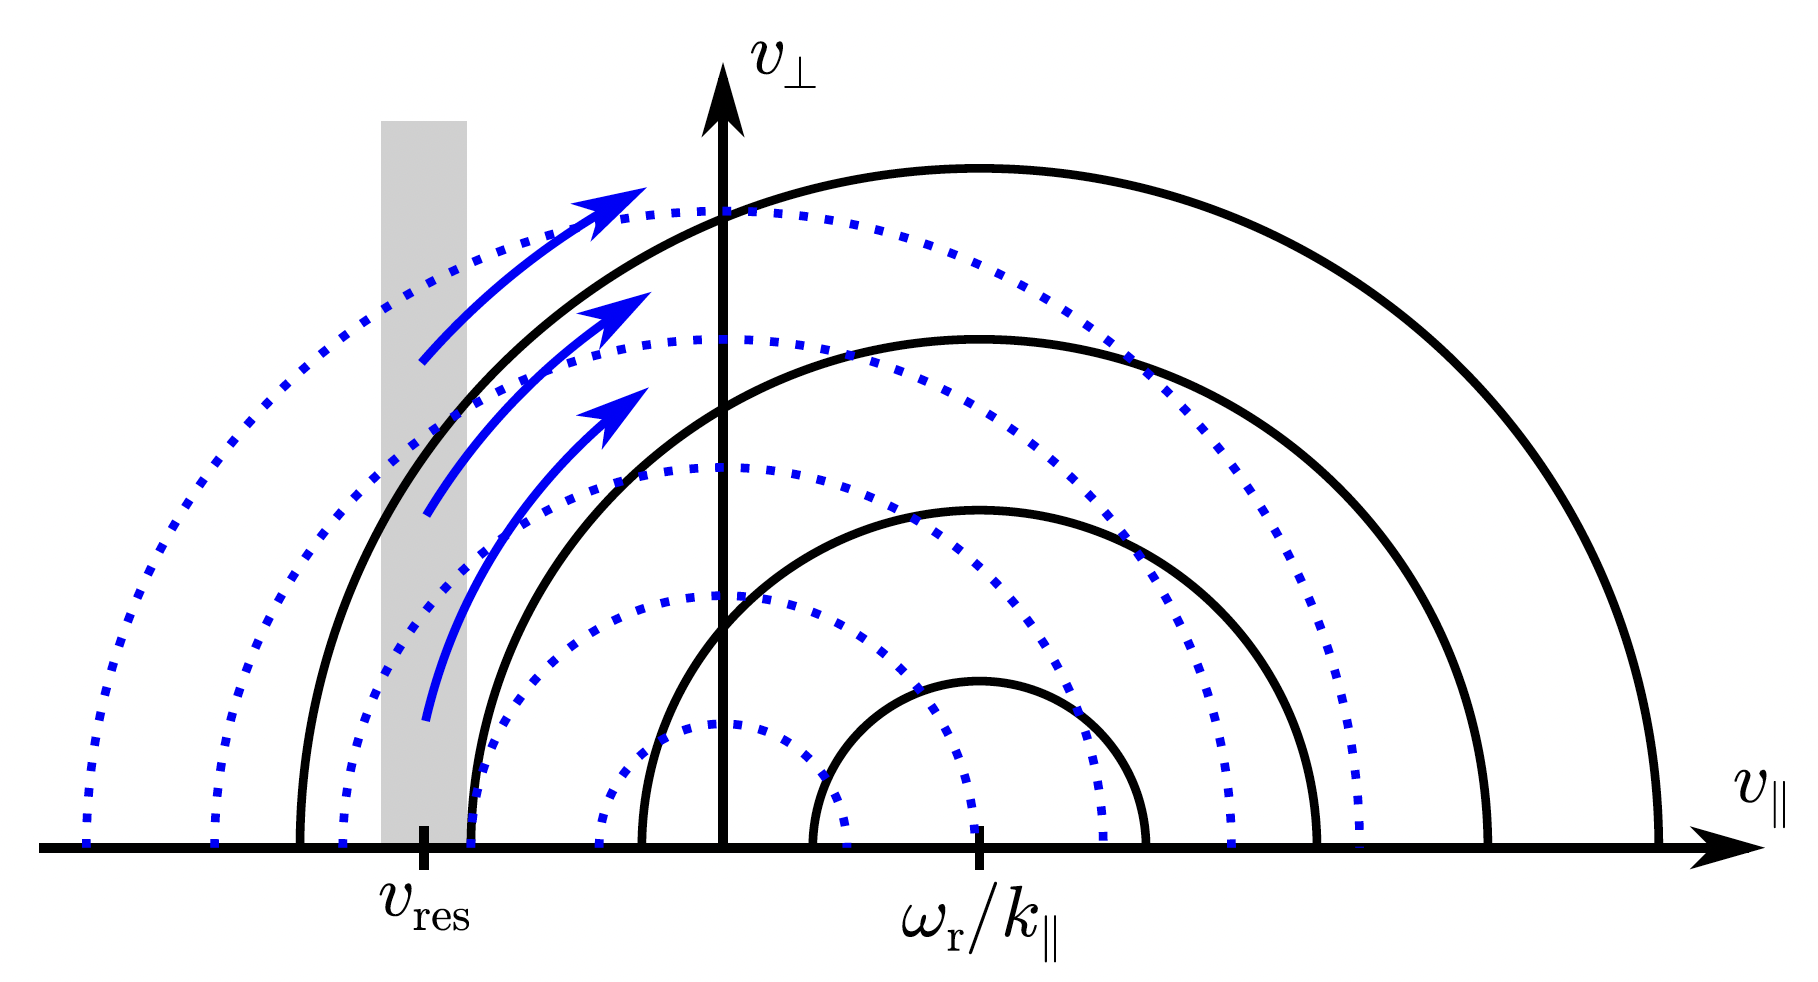 v⊥
v∥
vres
ωr/k∥